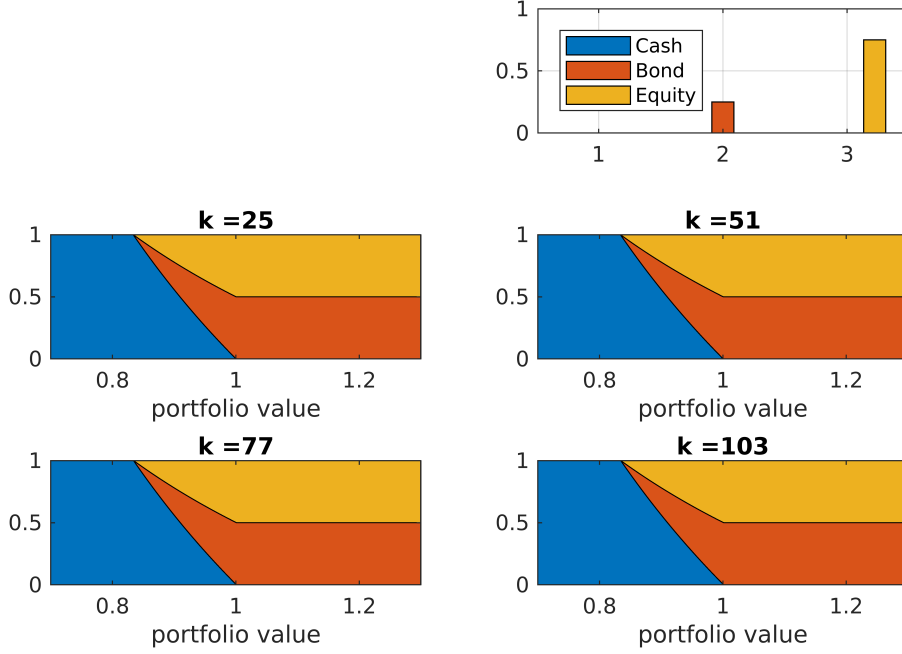 1
0.5
0
Cash
Bond
Equity
1 2 3
k =25
1
0.5
0
0.8 1 1.2
portfolio value
k =51
1
0.5
0
0.8 1 1.2
portfolio value
k =77
1
0.5
0
0.8 1 1.2
portfolio value
k =103
1
0.5
0
0.8 1 1.2
portfolio value